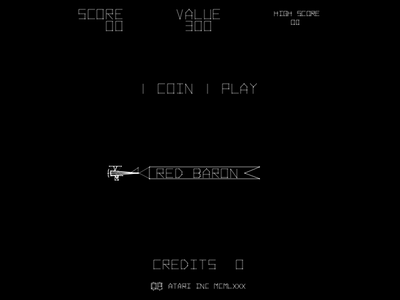 SCORE VALUE HIGH SCORE
00 300 00
1 COIN 1 PLAY
RED BARON
CREDITS 0
ATARI INC MCMLXXX